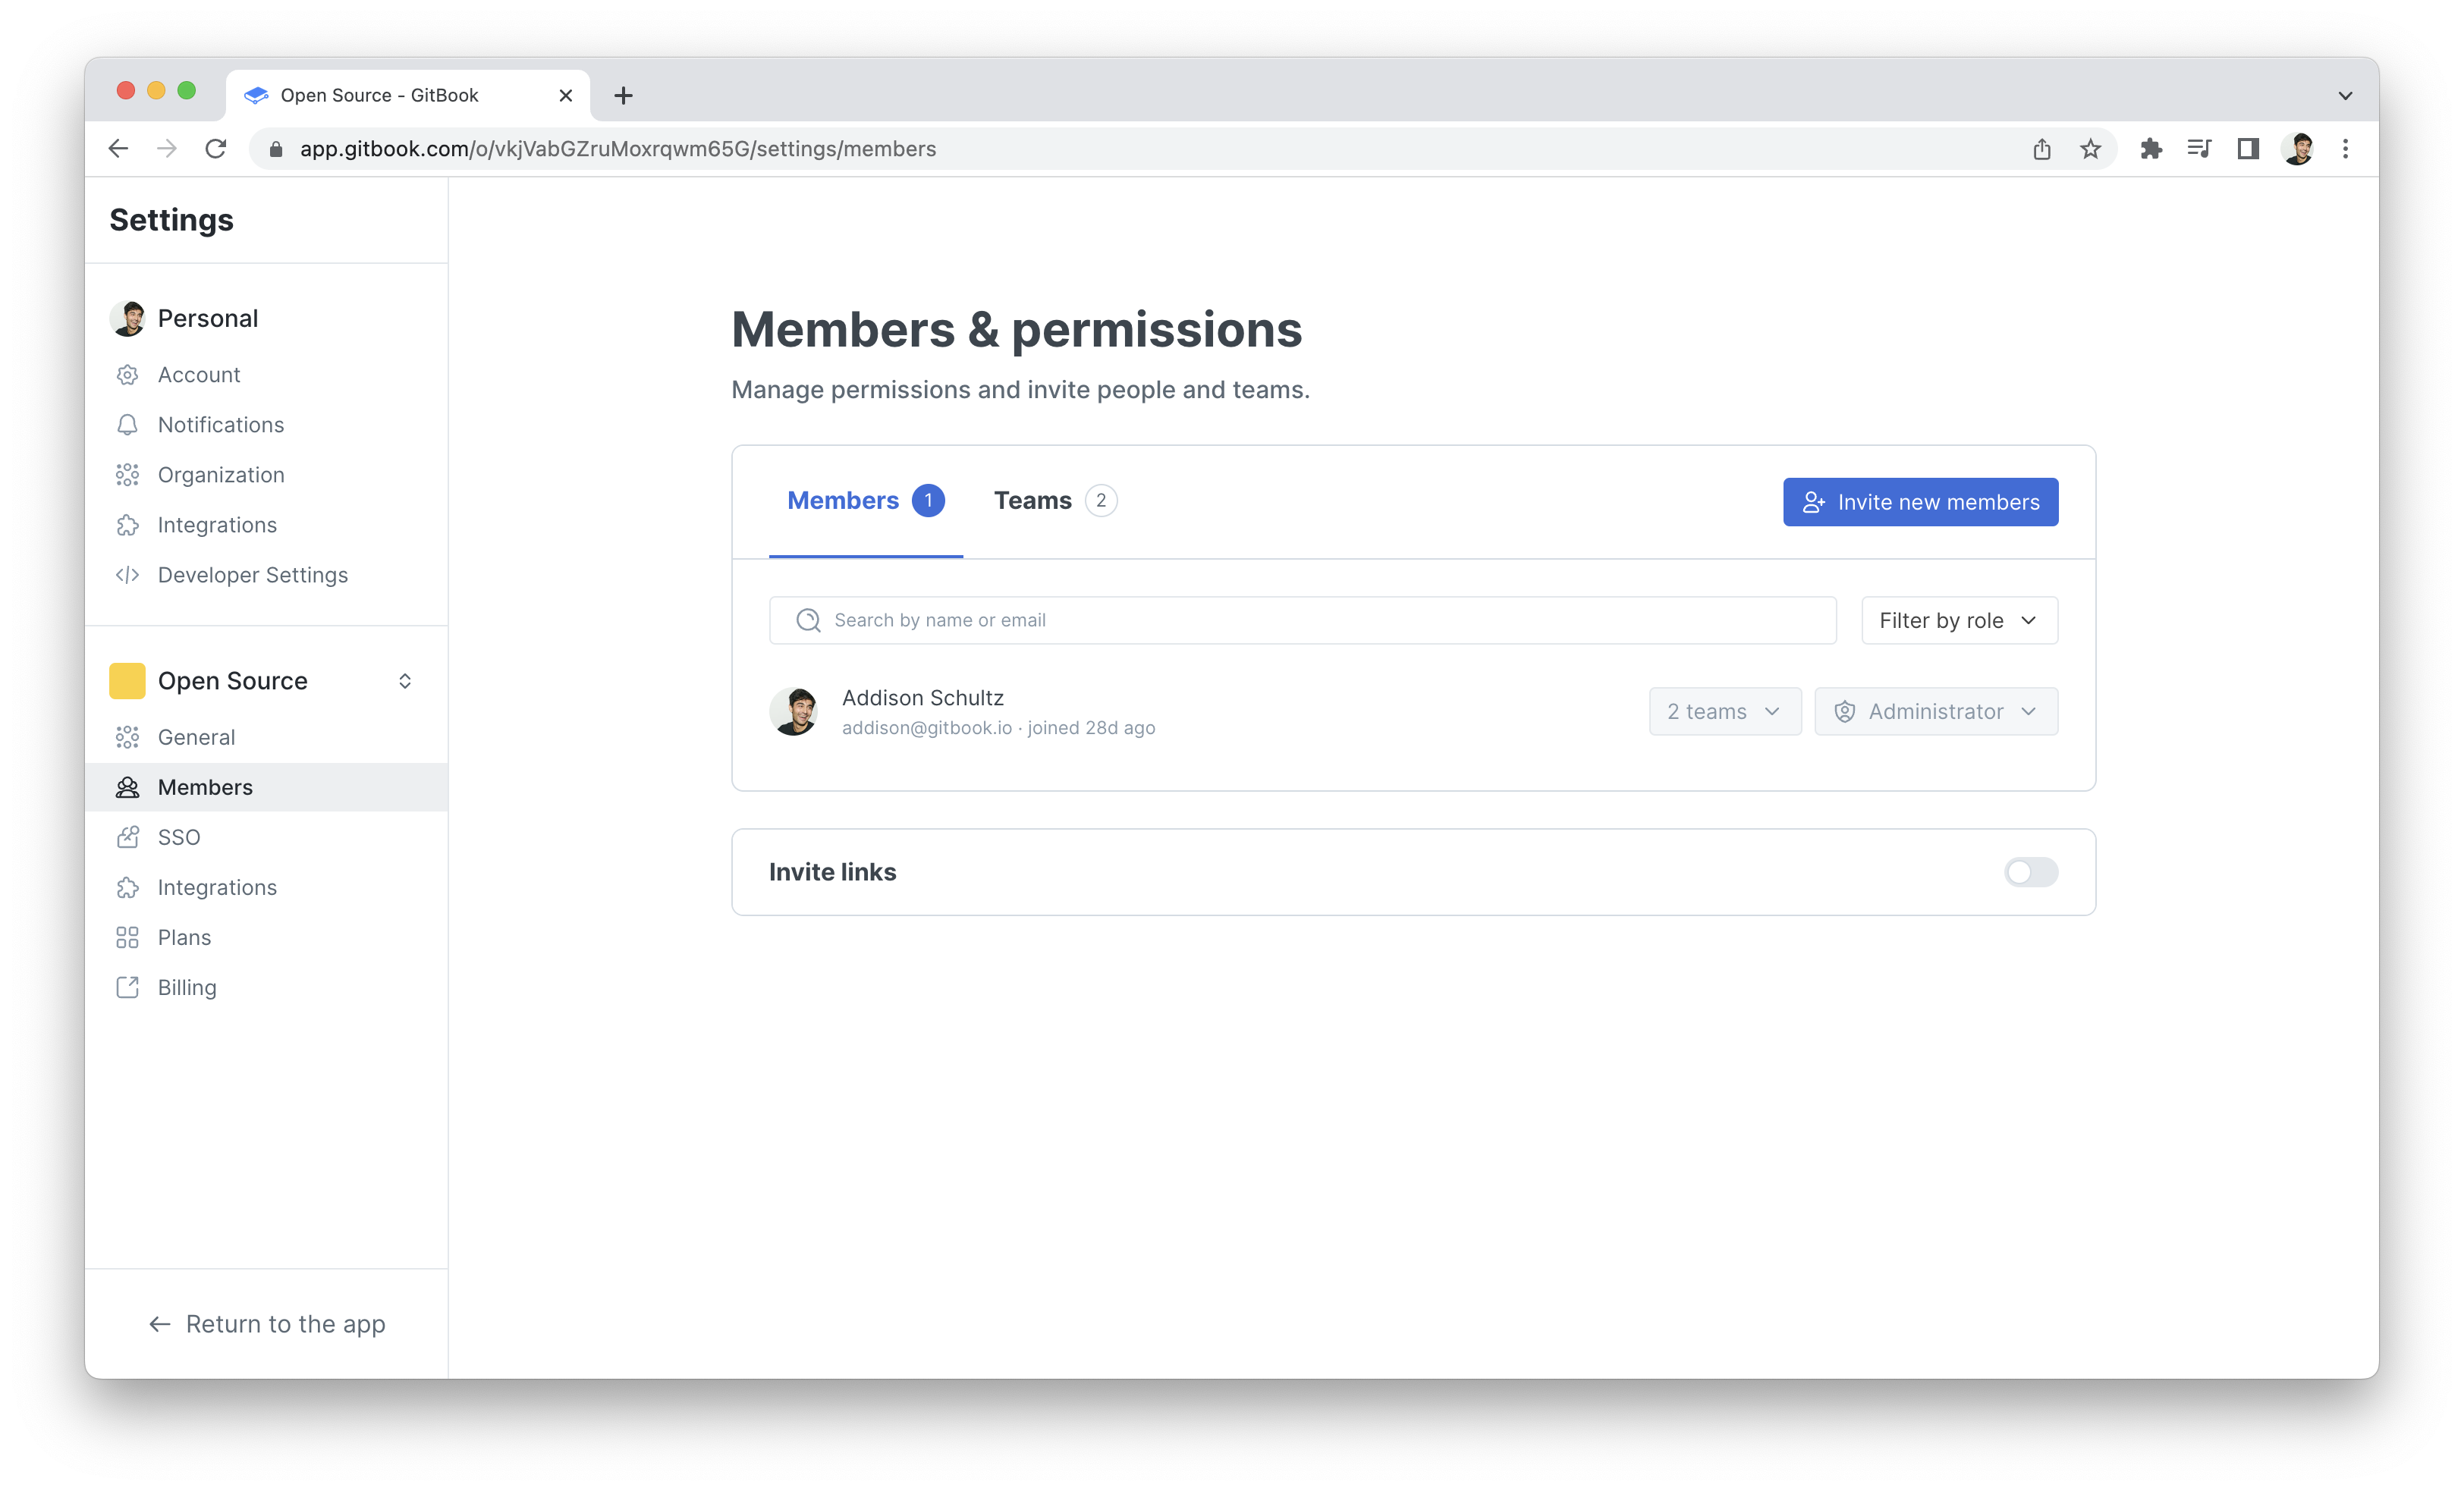 Open Source - GitBook
app.gitbook.com/o/vkjVabGZruMoxrqwm65G/settings/members
Settings
Personal
Account
Notifications
Organization
Integrations
Developer Settings
Open Source
General
Members
SSO
Integrations
Plans
Billing
Return to the app
Members & permissions
Manage permissions and invite people and teams.
Members 1 Teams 2 Invite new members
Search by name or email Filter by role
Addison Schultz
addison@gitbook.io · joined 28d ago
2 teams Administrator
Invite links